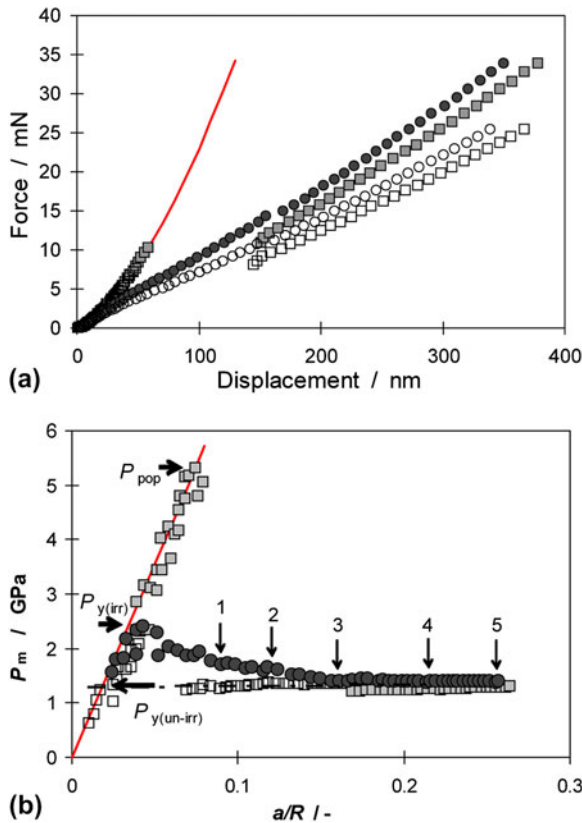 40
35
30
25
20
15
10
5
0
Force / mN
0 100 200 300 400
Displacement / nm
(a)
6
5
4
3
2
1
0
Pm / GPa
Ppop
Py(irr)
Py(un-irr)
1 2 3 4 5
0 0.1 0.2 0.3
a/R / -
(b)